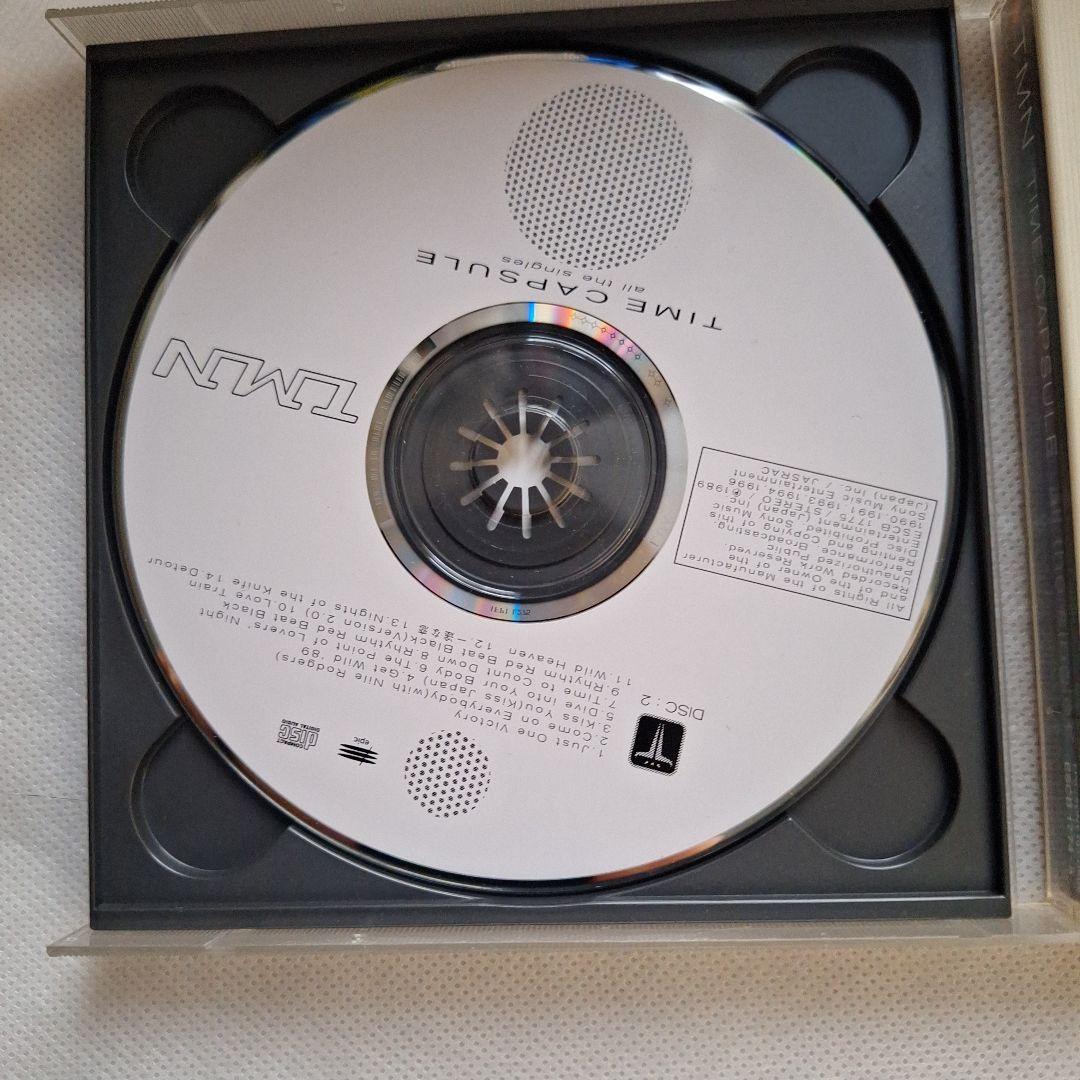 TIME CAPSULE
all the singles
TMN
All Rights of the Manufacturer
and of the Owner of the
Recorded Work Reserved.
Unauthorized Public
Performance, Broadcasting,
Renting and Copying of this
Disc Prohibited. Sony Music
Entertainment (Japan) Inc.
ESCB 1775 / STEREO / ℗1989
1990.1991.1993.1994.1996
Sony Music Entertainment
(Japan) Inc. / JASRAC
DISC : 2
1.Just One Victory
2.Come on Everybody(with Nile Rodgers)
3.Kiss You(Kiss Japan) 4.Get Wild '89
5.Dive into Your Body 6.The Point of Lovers' Night
7.Time to Count Down 8.Rhythm Red Beat Black
9.Rhythm Red Beat Black(Version 2.0) 10.Love Train
11.Wild Heaven 12.一途な恋 13.Nights of the Knife 14.Detour
epic
COMPACT
disc
DIGITAL AUDIO
TMN TIME CAPSULE